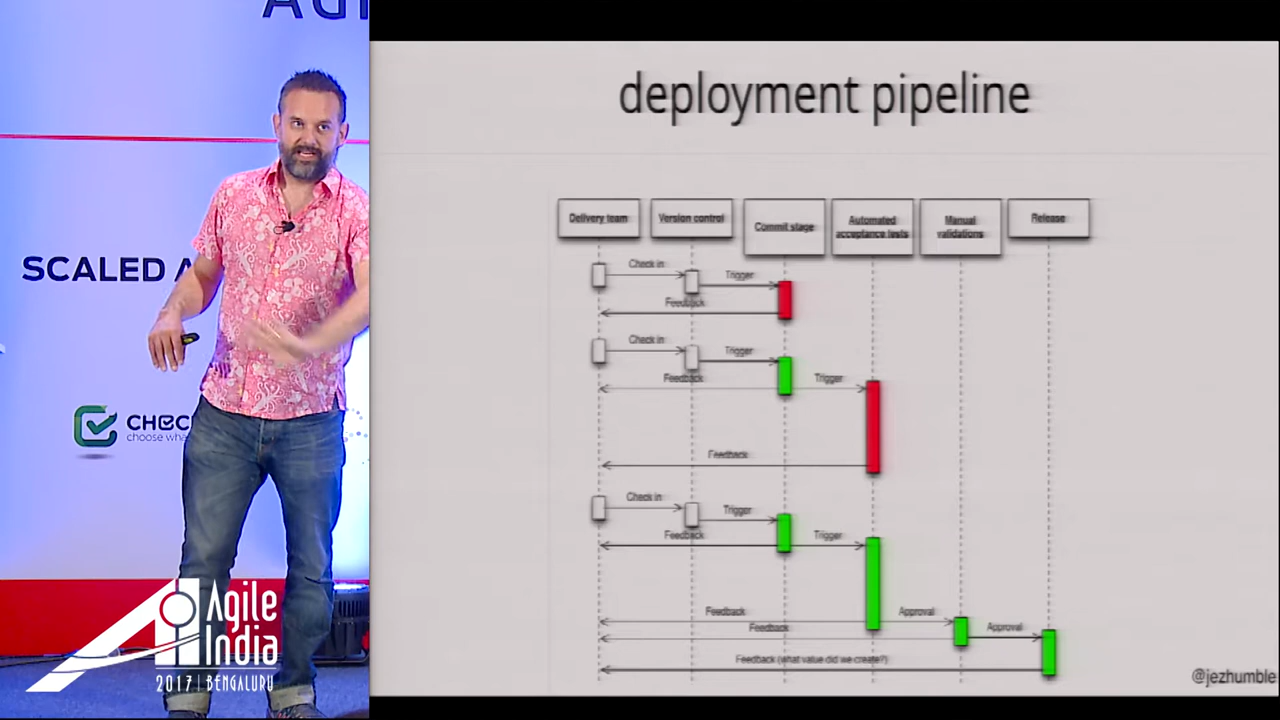 SCALED A
CHEC
choose wha
Agile
India
2017 | BENGALURU
deployment pipeline
Delivery team
Version control
Commit stage
Automated
acceptance tests
Manual
validations
Release
Check in
Trigger
Feedback
Check in
Trigger
Feedback
Trigger
Feedback
Check in
Trigger
Feedback
Trigger
Feedback
Approval
Feedback
Approval
Feedback (what value did we create?)
@jezhumble